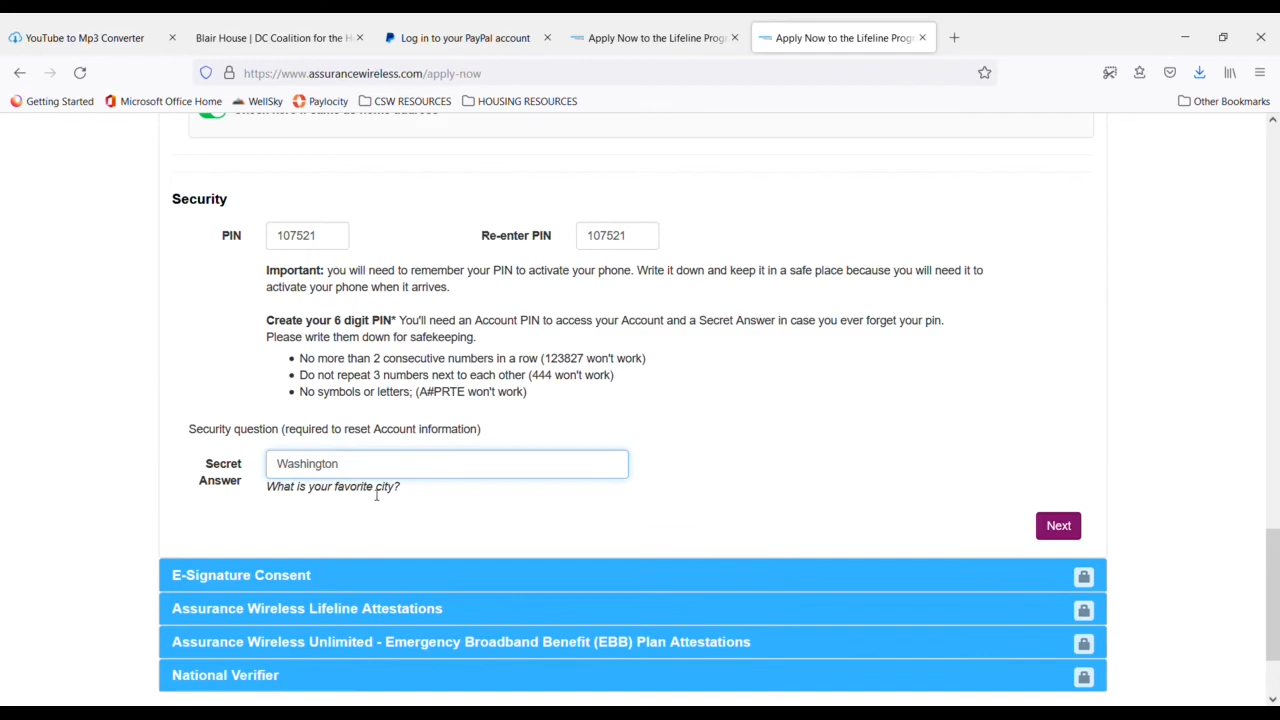 YouTube to Mp3 Converter
Blair House | DC Coalition for the H
Log in to your PayPal account
Apply Now to the Lifeline Progr
Apply Now to the Lifeline Progr
https://www.assurancewireless.com/apply-now
Getting Started
Microsoft Office Home
WellSky
Paylocity
CSW RESOURCES
HOUSING RESOURCES
Other Bookmarks
Security
PIN 107521 Re-enter PIN 107521
Important: you will need to remember your PIN to activate your phone. Write it down and keep it in a safe place because you will need it to
activate your phone when it arrives.
Create your 6 digit PIN* You'll need an Account PIN to access your Account and a Secret Answer in case you ever forget your pin.
Please write them down for safekeeping.
• No more than 2 consecutive numbers in a row (123827 won't work)
• Do not repeat 3 numbers next to each other (444 won't work)
• No symbols or letters; (A#PRTE won't work)
Security question (required to reset Account information)
Secret
Answer
Washington
What is your favorite city?
Next
E-Signature Consent
Assurance Wireless Lifeline Attestations
Assurance Wireless Unlimited - Emergency Broadband Benefit (EBB) Plan Attestations
National Verifier